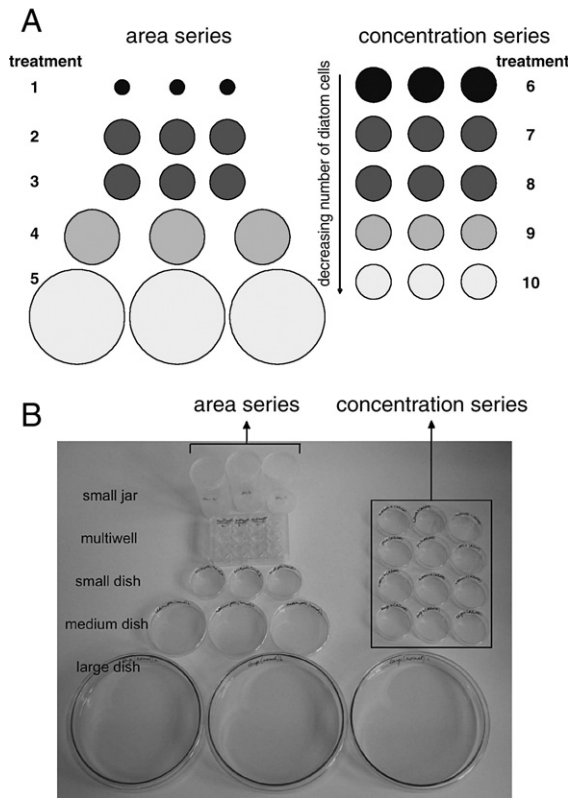 A
area series
concentration series
treatment
treatment
1
2
3
4
5
decreasing number of diatom cells
6
7
8
9
10
B
area series
concentration series
small jar
multiwell
small dish
medium dish
large dish